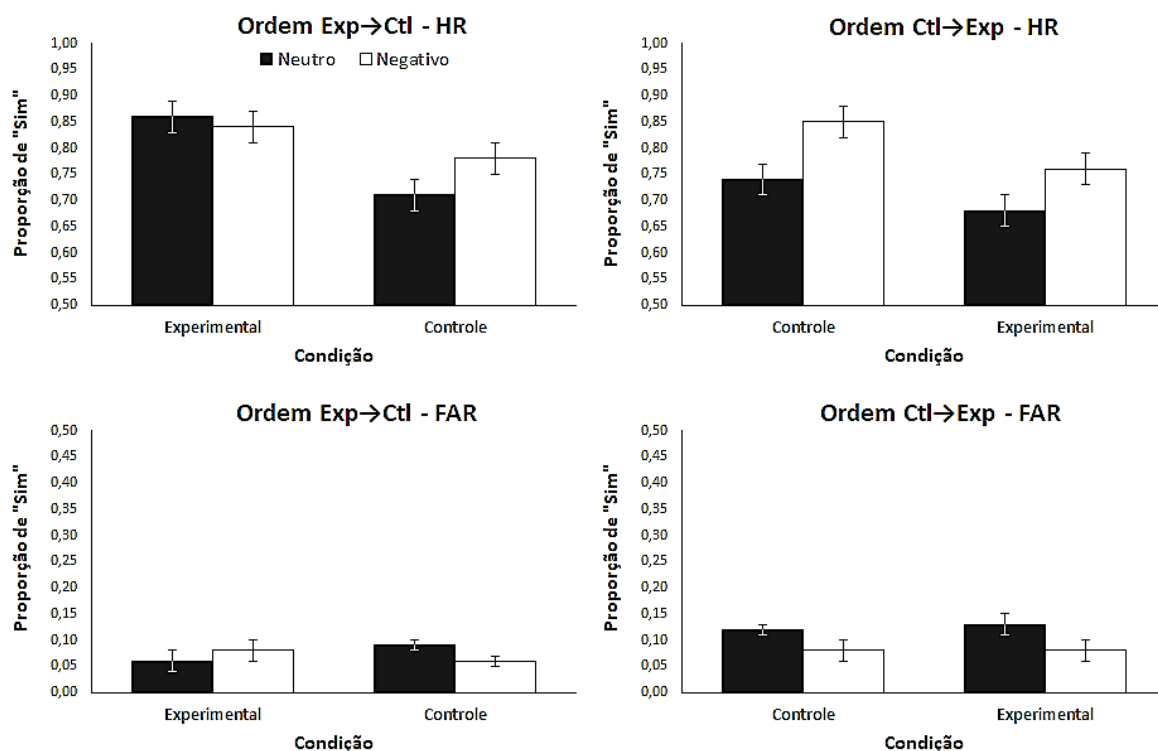 Ordem Exp→Ctl - HR
Neutro Negativo
Proporção de "Sim"
1,00
0,95
0,90
0,85
0,80
0,75
0,70
0,65
0,60
0,55
0,50
Experimental Controle
Condição
Ordem Ctl→Exp - HR
Proporção de "Sim"
1,00
0,95
0,90
0,85
0,80
0,75
0,70
0,65
0,60
0,55
0,50
Controle Experimental
Condição
Ordem Exp→Ctl - FAR
Proporção de "Sim"
0,50
0,45
0,40
0,35
0,30
0,25
0,20
0,15
0,10
0,05
0,00
Experimental Controle
Condição
Ordem Ctl→Exp - FAR
Proporção de "Sim"
0,50
0,45
0,40
0,35
0,30
0,25
0,20
0,15
0,10
0,05
0,00
Controle Experimental
Condição